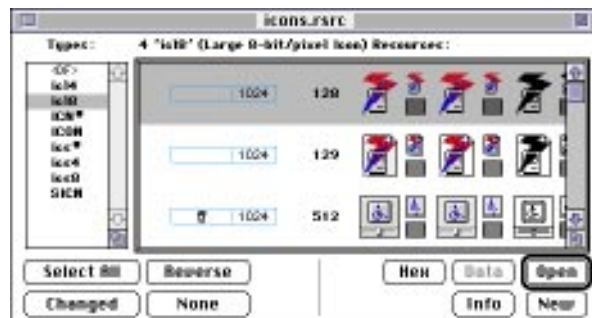 icons.rsrc
Types:
4 'icl8' (Large 8-bit/pixel Icon) Resources:
<DF>
icl4
icl8
ICN#
ICON
ics#
ics4
ics8
SICN
1024 128
1024 129
1024 512
Select All
Reverse
Hex
Data
Open
Changed
None
Info
New